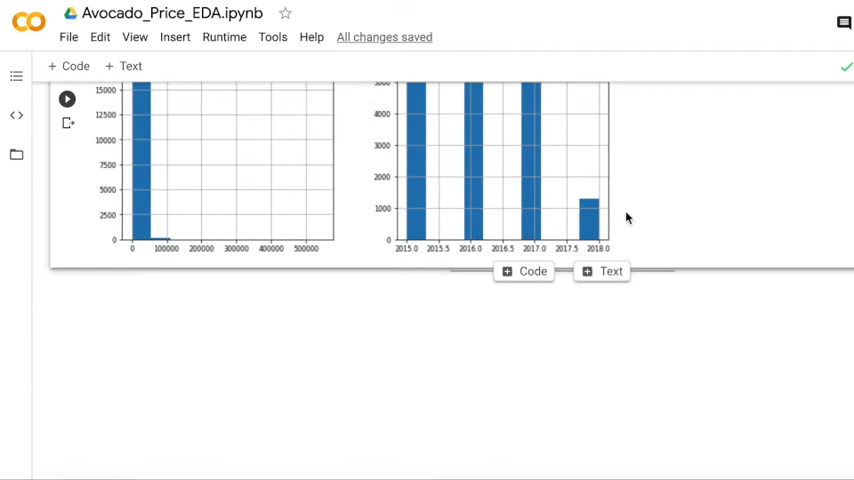 Avocado_Price_EDA.ipynb
File Edit View Insert Runtime Tools Help All changes saved
+ Code + Text
15000
12500
10000
7500
5000
2500
0
0 100000 200000 300000 400000 500000
5000
4000
3000
2000
1000
0
2015.0 2015.5 2016.0 2016.5 2017.0 2017.5 2018.0
Code Text